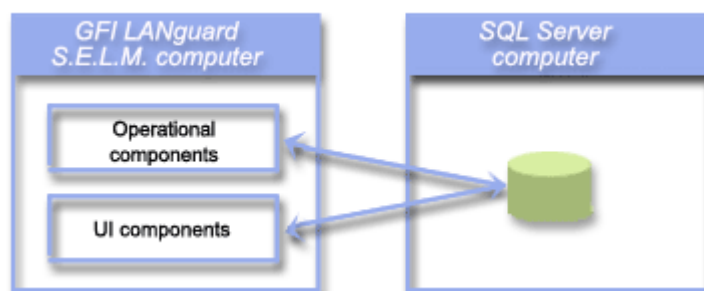 GFI LANguard
S.E.L.M. computer
SQL Server
computer
Operational
components
UI components